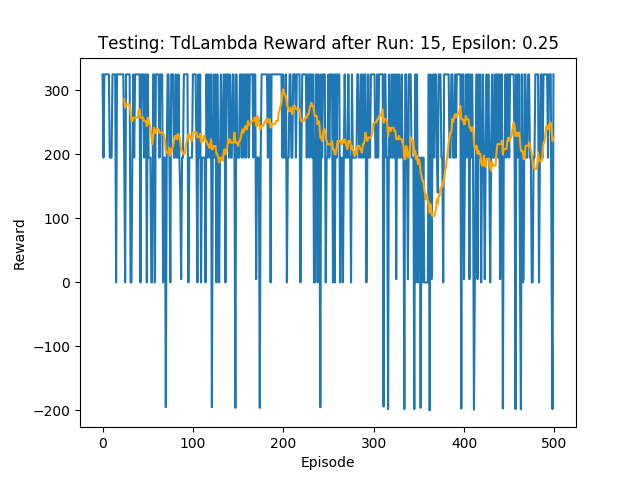 Testing: TdLambda Reward after Run: 15, Epsilon: 0.25
300
200
100
0
−100
−200
Reward
0 100 200 300 400 500
Episode